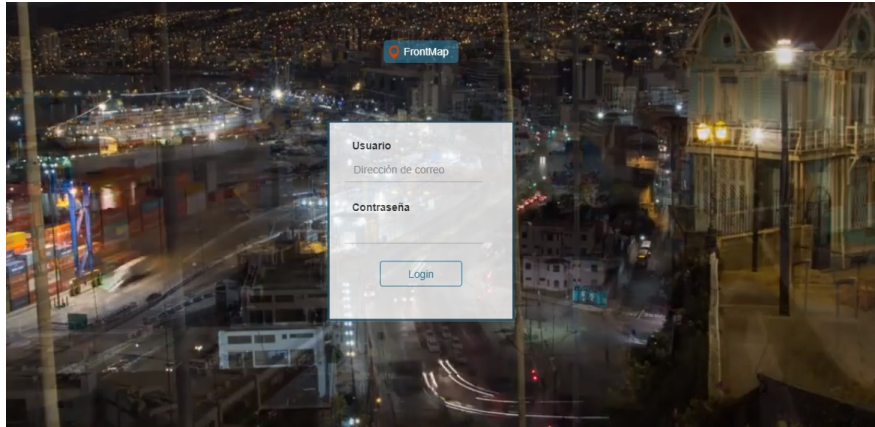 FrontMap
Usuario
Dirección de correo
Contraseña
Login